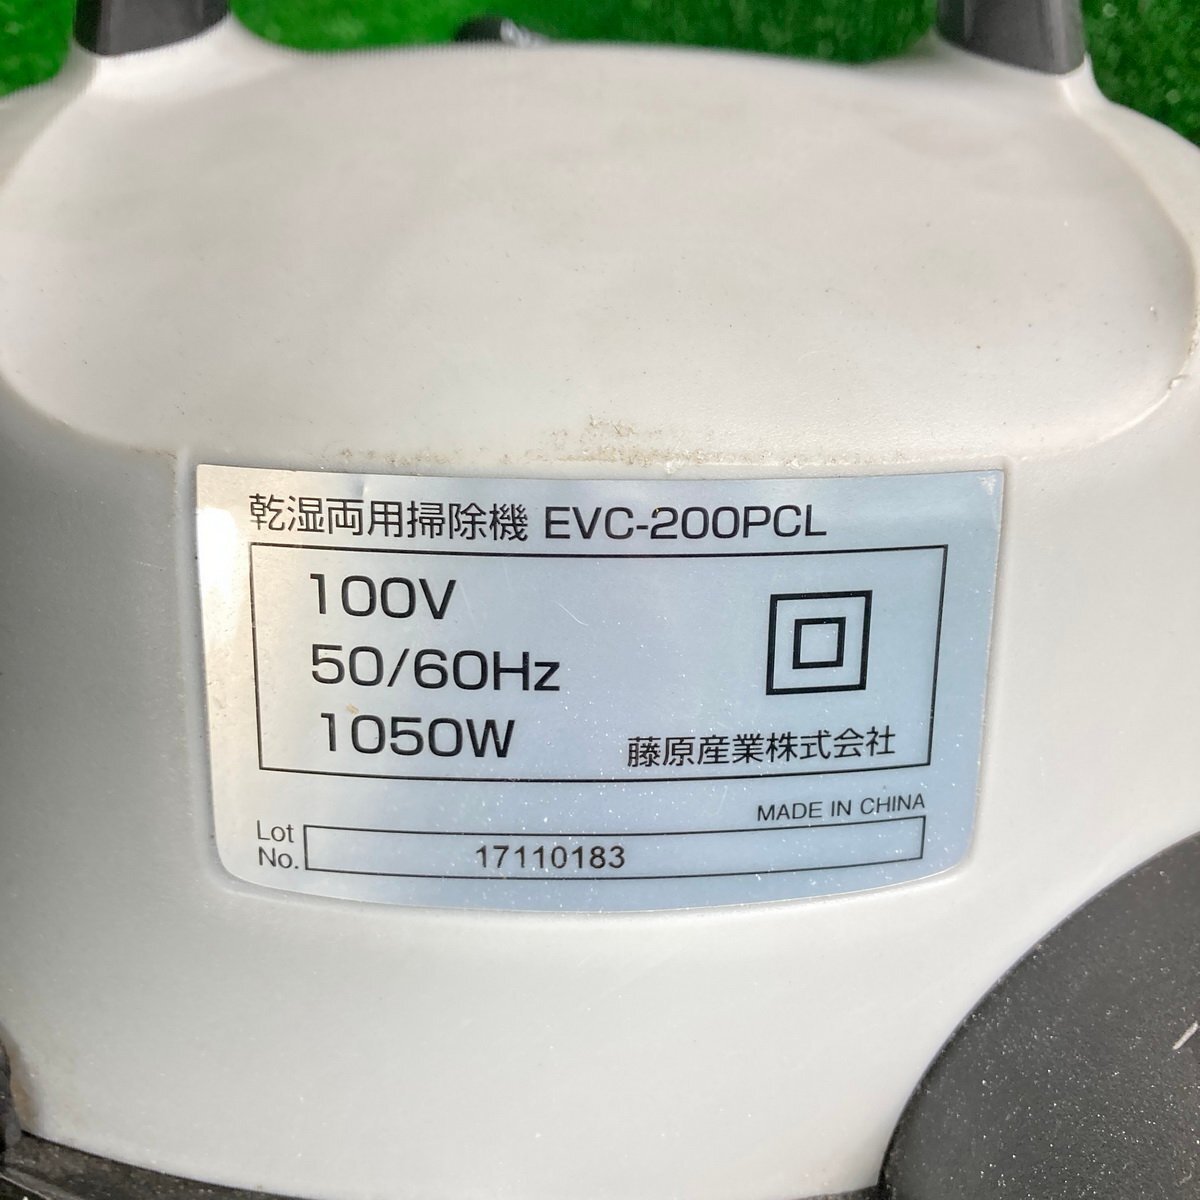 乾湿両用掃除機 EVC-200PCL
100V
50/60Hz
1050W
藤原産業株式会社
MADE IN CHINA
Lot No. 17110183